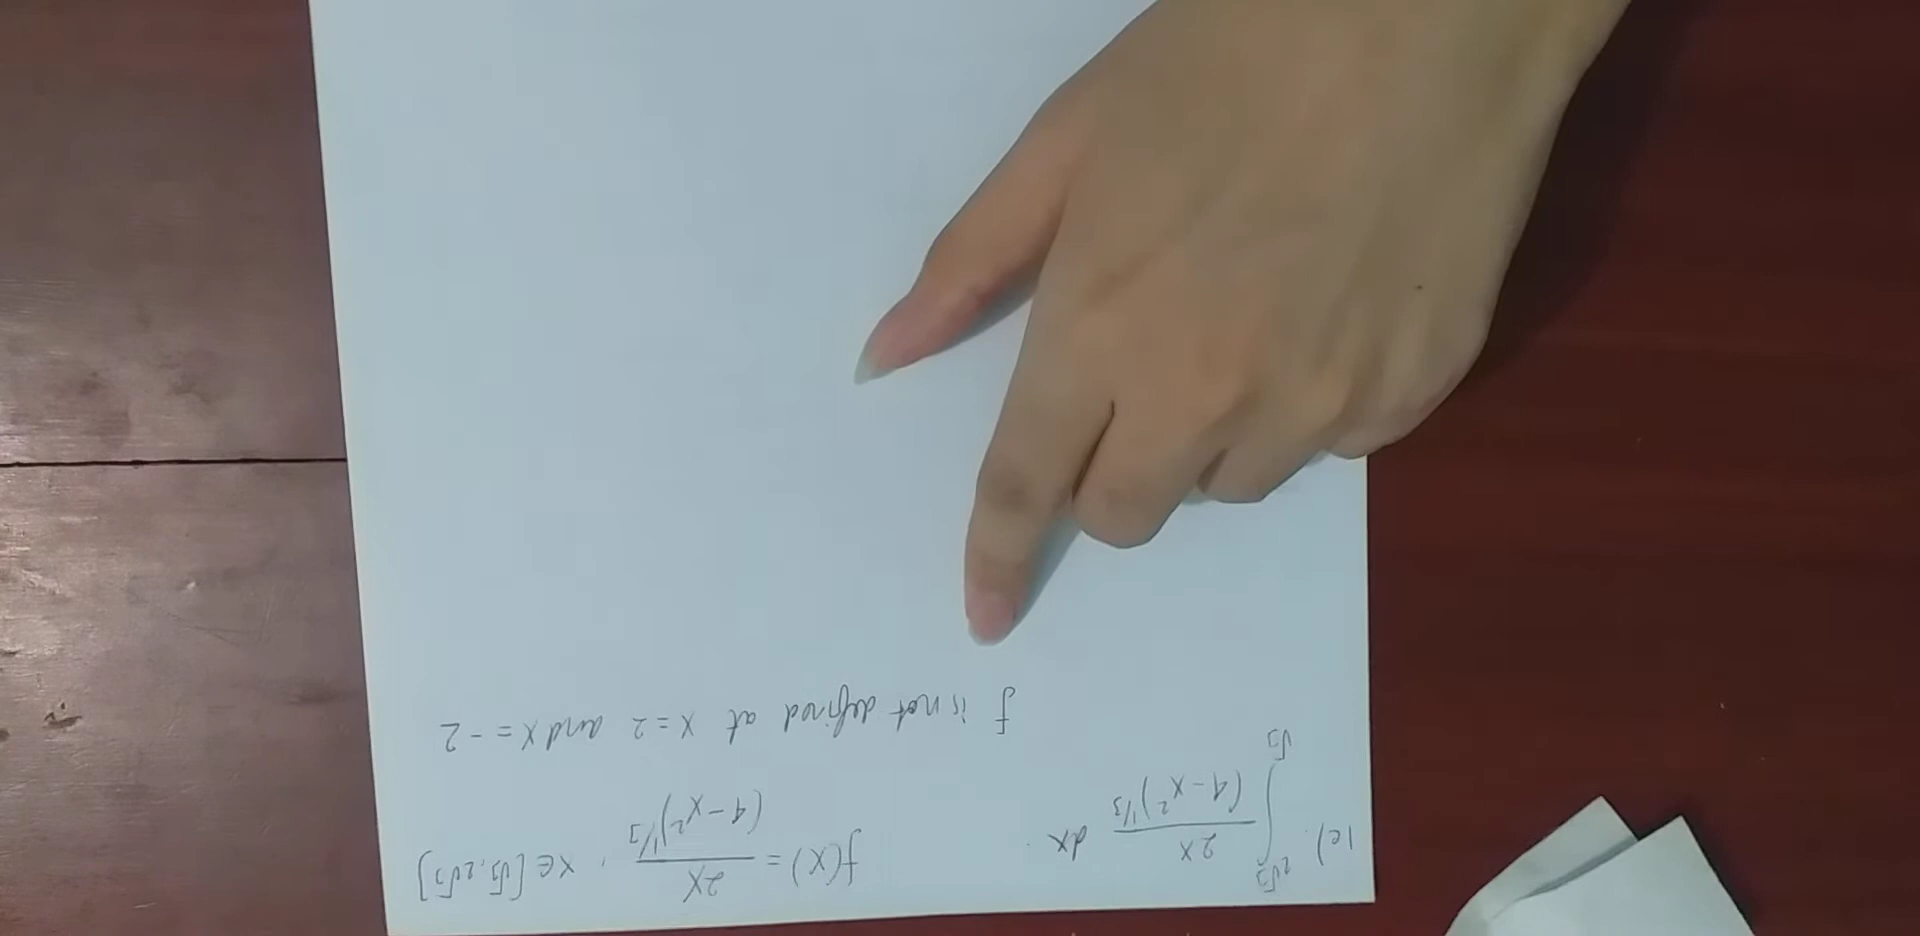 1c) ∫_{√3}^{2√3} 2x/(4-x²)^{1/3} dx.
f(x) = 2x/(4-x²)^{1/3}, x∈[√3, 2√3]
f is not defined at x = 2 and x = -2